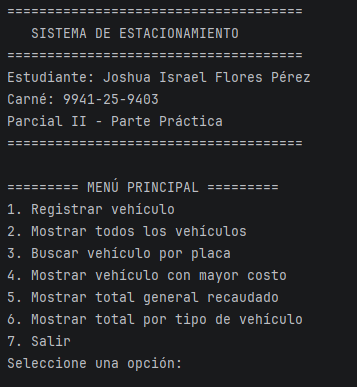 =====================================
SISTEMA DE ESTACIONAMIENTO
=====================================
Estudiante: Joshua Israel Flores Pérez
Carné: 9941-25-9403
Parcial II - Parte Práctica
=====================================
========= MENÚ PRINCIPAL =========
1. Registrar vehículo
2. Mostrar todos los vehículos
3. Buscar vehículo por placa
4. Mostrar vehículo con mayor costo
5. Mostrar total general recaudado
6. Mostrar total por tipo de vehículo
7. Salir
Seleccione una opción: